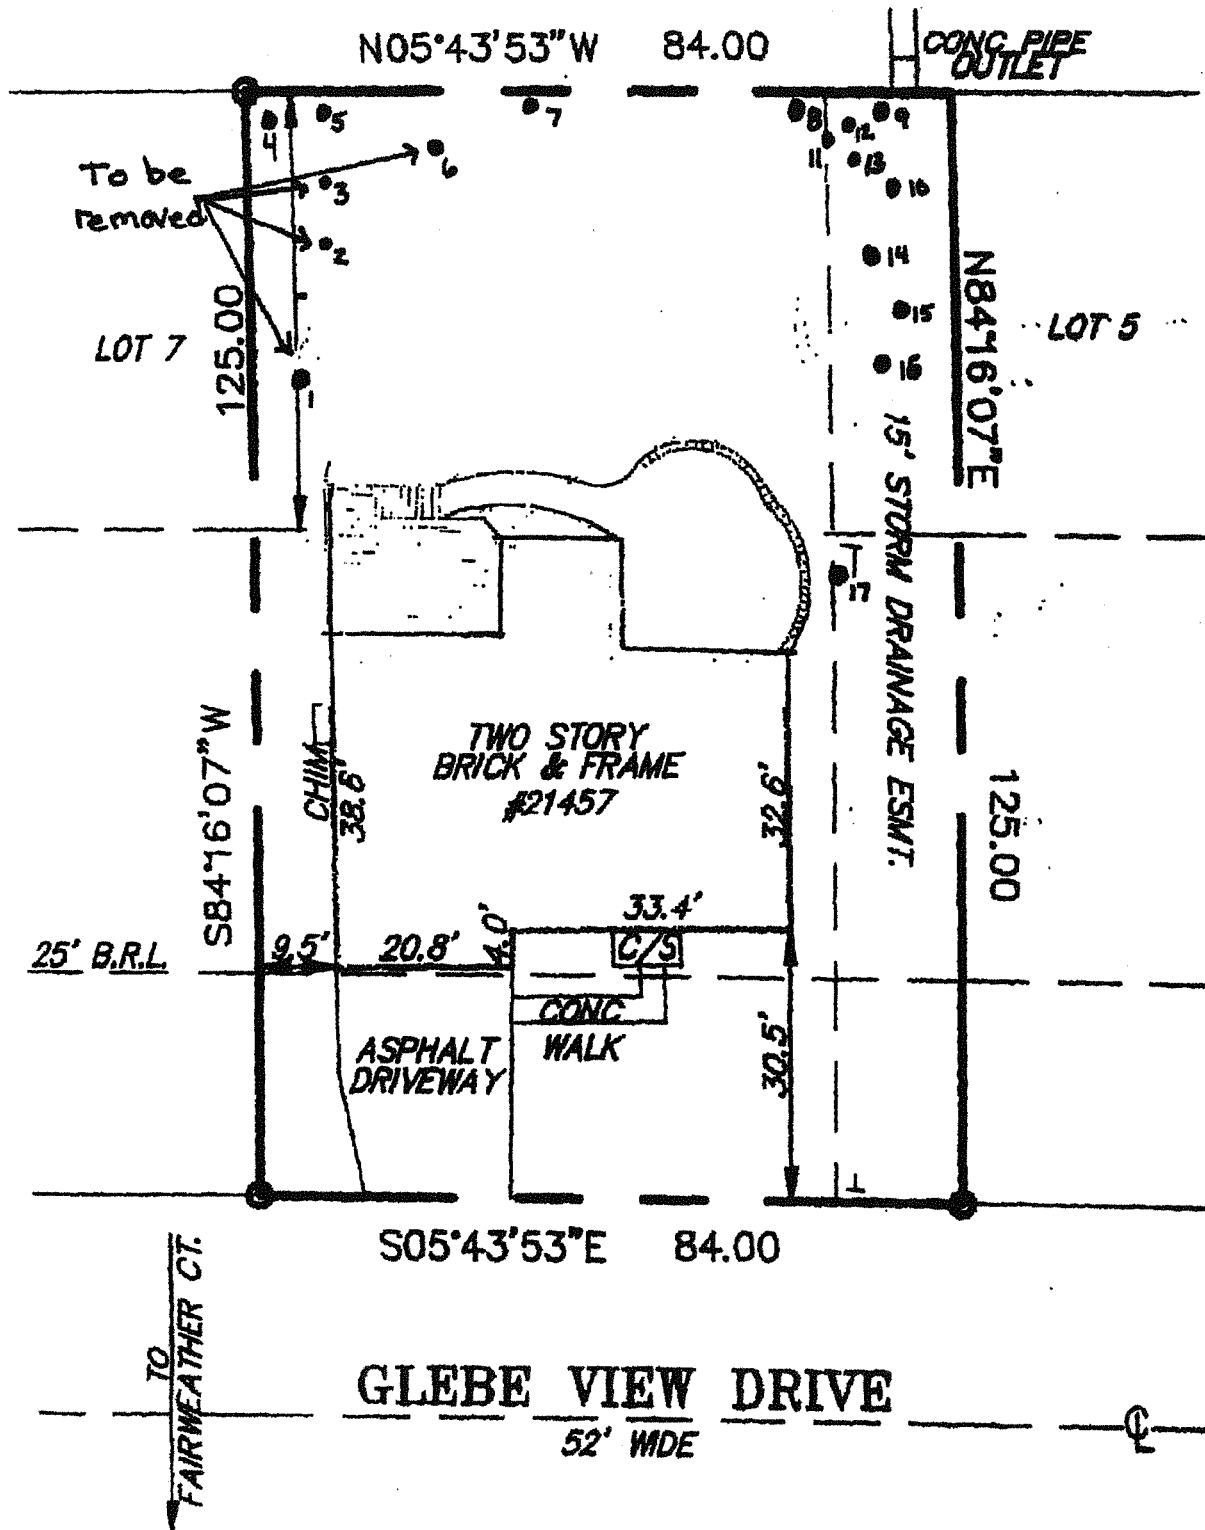 N05°43'53"W 84.00
CONC PIPE
OUTLET
4
5
7
8
9
12
11
13
6
To be
removed
3
2
16
14
15
16
1
LOT 7
125.00
N84°16'07"E
LOT 5
15' STORM DRAINAGE ESMT.
17
S84°16'07"W
CHIM
38.6'
TWO STORY
BRICK & FRAME
#21457
32.6'
125.00
33.4'
25' B.R.L.
9.5'
20.8'
4.0'
C/S
CONC
WALK
ASPHALT
DRIVEWAY
30.5'
S05°43'53"E 84.00
TO
FAIRWEATHER CT.
GLEBE VIEW DRIVE
52' WIDE
℄